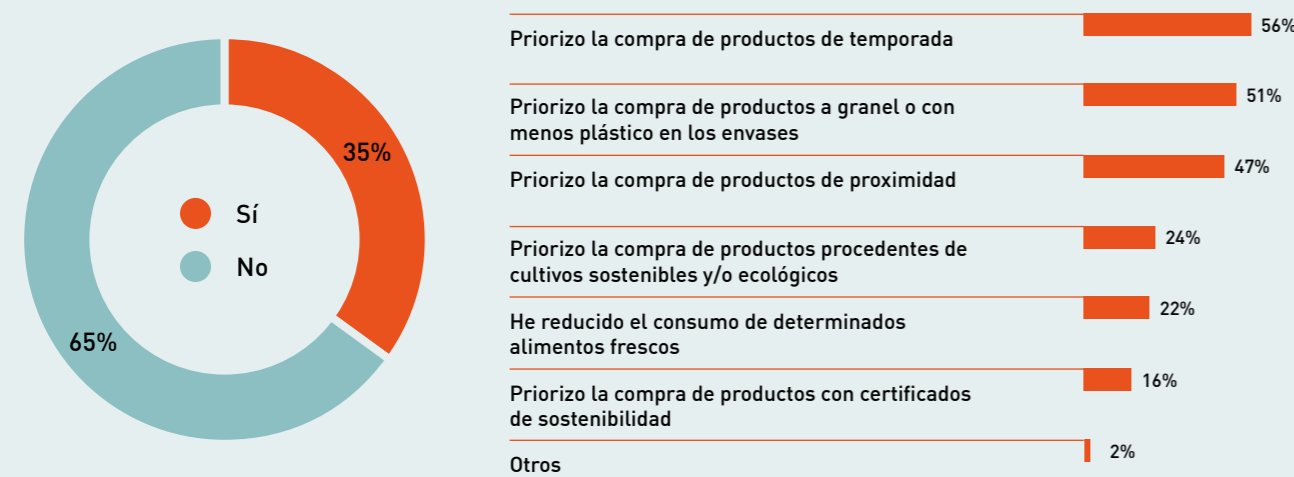 35%
Sí
No
65%
Priorizo la compra de productos de temporada
56%
Priorizo la compra de productos a granel o con
menos plástico en los envases
51%
Priorizo la compra de productos de proximidad
47%
Priorizo la compra de productos procedentes de
cultivos sostenibles y/o ecológicos
24%
He reducido el consumo de determinados
alimentos frescos
22%
Priorizo la compra de productos con certificados
de sostenibilidad
16%
Otros
2%